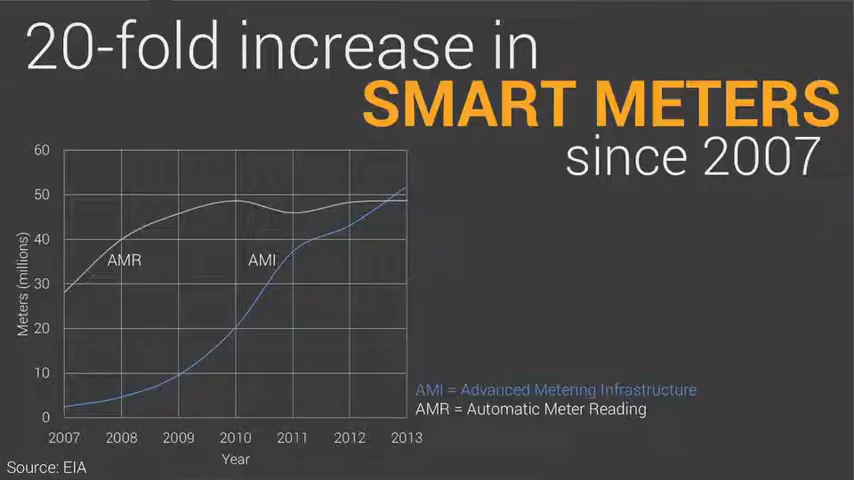 20-fold increase in
SMART METERS
since 2007
60
50
40
30
20
10
0
Meters (millions)
AMR
AMI
2007 2008 2009 2010 2011 2012 2013
Year
AMI = Advanced Metering Infrastructure
AMR = Automatic Meter Reading
Source: EIA